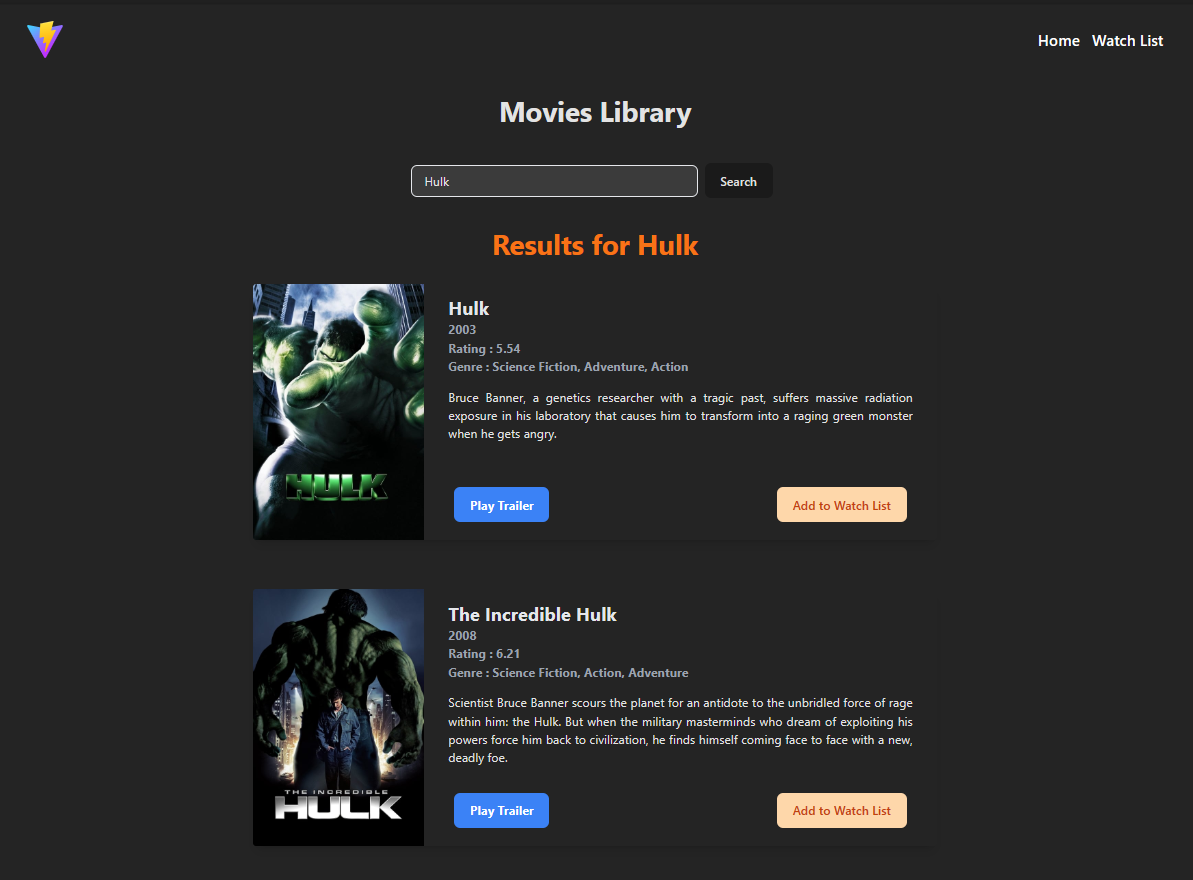 Home Watch List
Movies Library
Hulk Search
Results for Hulk
HULK
Hulk
2003
Rating : 5.54
Genre : Science Fiction, Adventure, Action
Bruce Banner, a genetics researcher with a tragic past, suffers massive radiation
exposure in his laboratory that causes him to transform into a raging green monster
when he gets angry.
Play Trailer Add to Watch List
THE INCREDIBLE
HULK
The Incredible Hulk
2008
Rating : 6.21
Genre : Science Fiction, Action, Adventure
Scientist Bruce Banner scours the planet for an antidote to the unbridled force of rage
within him: the Hulk. But when the military masterminds who dream of exploiting his
powers force him back to civilization, he finds himself coming face to face with a new,
deadly foe.
Play Trailer Add to Watch List